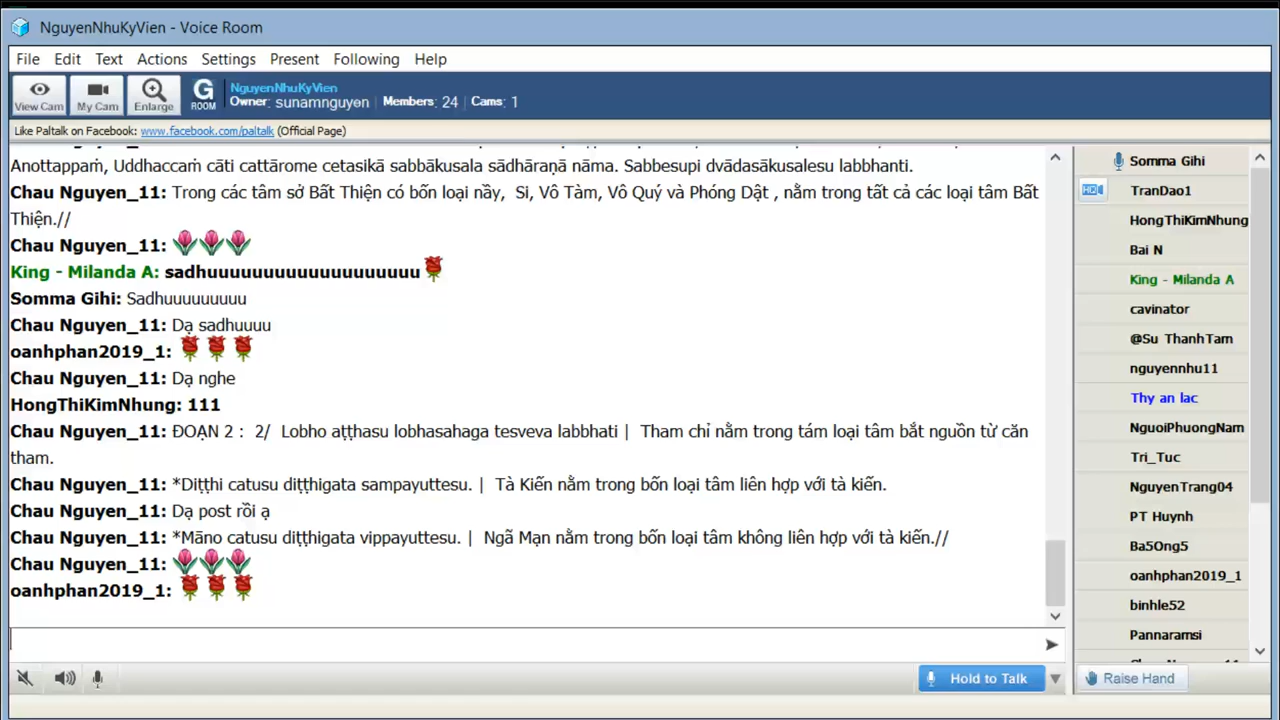 NguyenNhuKyVien - Voice Room
File Edit Text Actions Settings Present Following Help
View Cam My Cam Enlarge G ROOM
NguyenNhuKyVien
Owner: sunamnguyen | Members: 24 | Cams: 1
Like Paltalk on Facebook: www.facebook.com/paltalk (Official Page)
Anottappaṁ, Uddhaccaṁ cāti cattārome cetasikā sabbākusala sādhāraṇā nāma. Sabbesupi dvādasākusalesu labbhanti.
Chau Nguyen_11: Trong các tâm sở Bất Thiện có bốn loại nầy, Si, Vô Tàm, Vô Quý và Phóng Dật , nằm trong tất cả các loại tâm Bất
Thiện.//
Chau Nguyen_11:
King - Milanda A: sadhuuuuuuuuuuuuuuuuuuu
Somma Gihi: Sadhuuuuuuuuu
Chau Nguyen_11: Dạ sadhuuuu
oanhphan2019_1:
Chau Nguyen_11: Dạ nghe
HongThiKimNhung: 111
Chau Nguyen_11: ĐOẠN 2 : 2/ Lobho aṭṭhasu lobhasahaga tesveva labbhati | Tham chỉ nằm trong tám loại tâm bắt nguồn từ căn
tham.
Chau Nguyen_11: *Diṭṭhi catusu diṭṭhigata sampayuttesu. | Tà Kiến nằm trong bốn loại tâm liên hợp với tà kiến.
Chau Nguyen_11: Dạ post rồi ạ
Chau Nguyen_11: *Māno catusu diṭṭhigata vippayuttesu. | Ngã Mạn nằm trong bốn loại tâm không liên hợp với tà kiến.//
Chau Nguyen_11:
oanhphan2019_1:
Hold to Talk
Somma Gihi
HD TranDao1
HongThiKimNhung
Bai N
King - Milanda A
cavinator
@Su ThanhTam
nguyennhu11
Thy an lac
NguoiPhuongNam
Tri_Tuc
NguyenTrang04
PT Huynh
Ba5Ong5
oanhphan2019_1
binhle52
Pannaramsi
Raise Hand